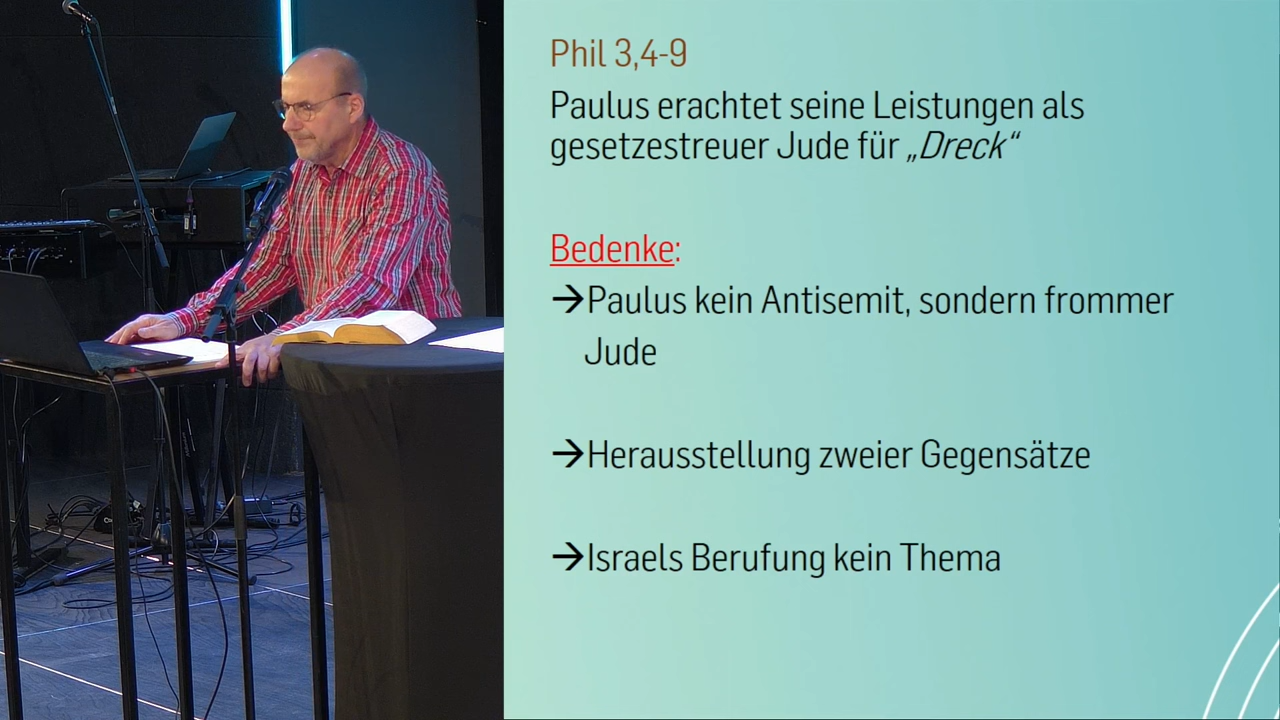 Phil 3,4-9
Paulus erachtet seine Leistungen als
gesetzestreuer Jude für „Dreck“
Bedenke:
→Paulus kein Antisemit, sondern frommer
Jude
→Herausstellung zweier Gegensätze
→Israels Berufung kein Thema